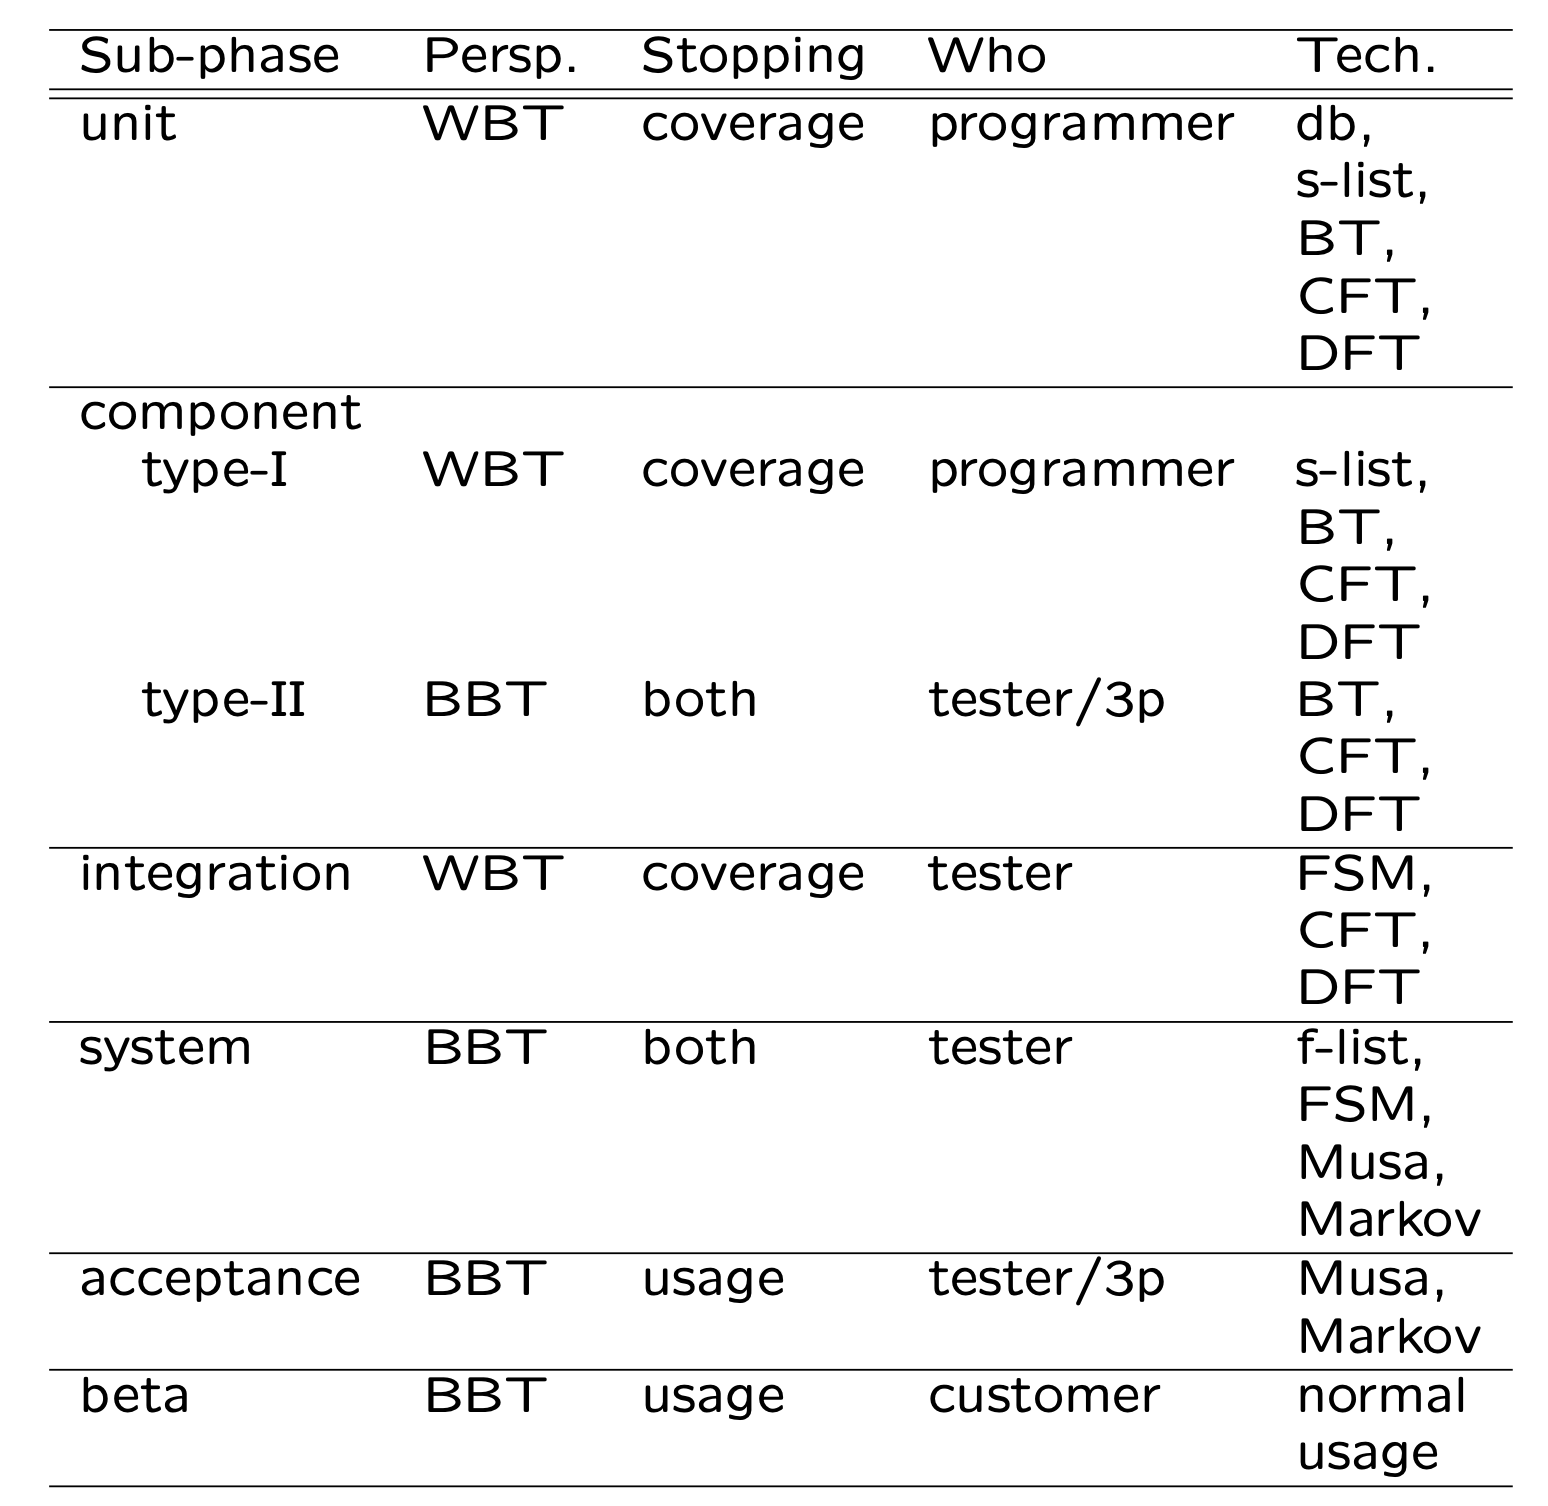 Sub-phase Persp. Stopping Who Tech.
unit WBT coverage programmer db,
s-list,
BT,
CFT,
DFT
component
type-I WBT coverage programmer s-list,
BT,
CFT,
DFT
type-II BBT both tester/3p BT,
CFT,
DFT
integration WBT coverage tester FSM,
CFT,
DFT
system BBT both tester f-list,
FSM,
Musa,
Markov
acceptance BBT usage tester/3p Musa,
Markov
beta BBT usage customer normal
usage